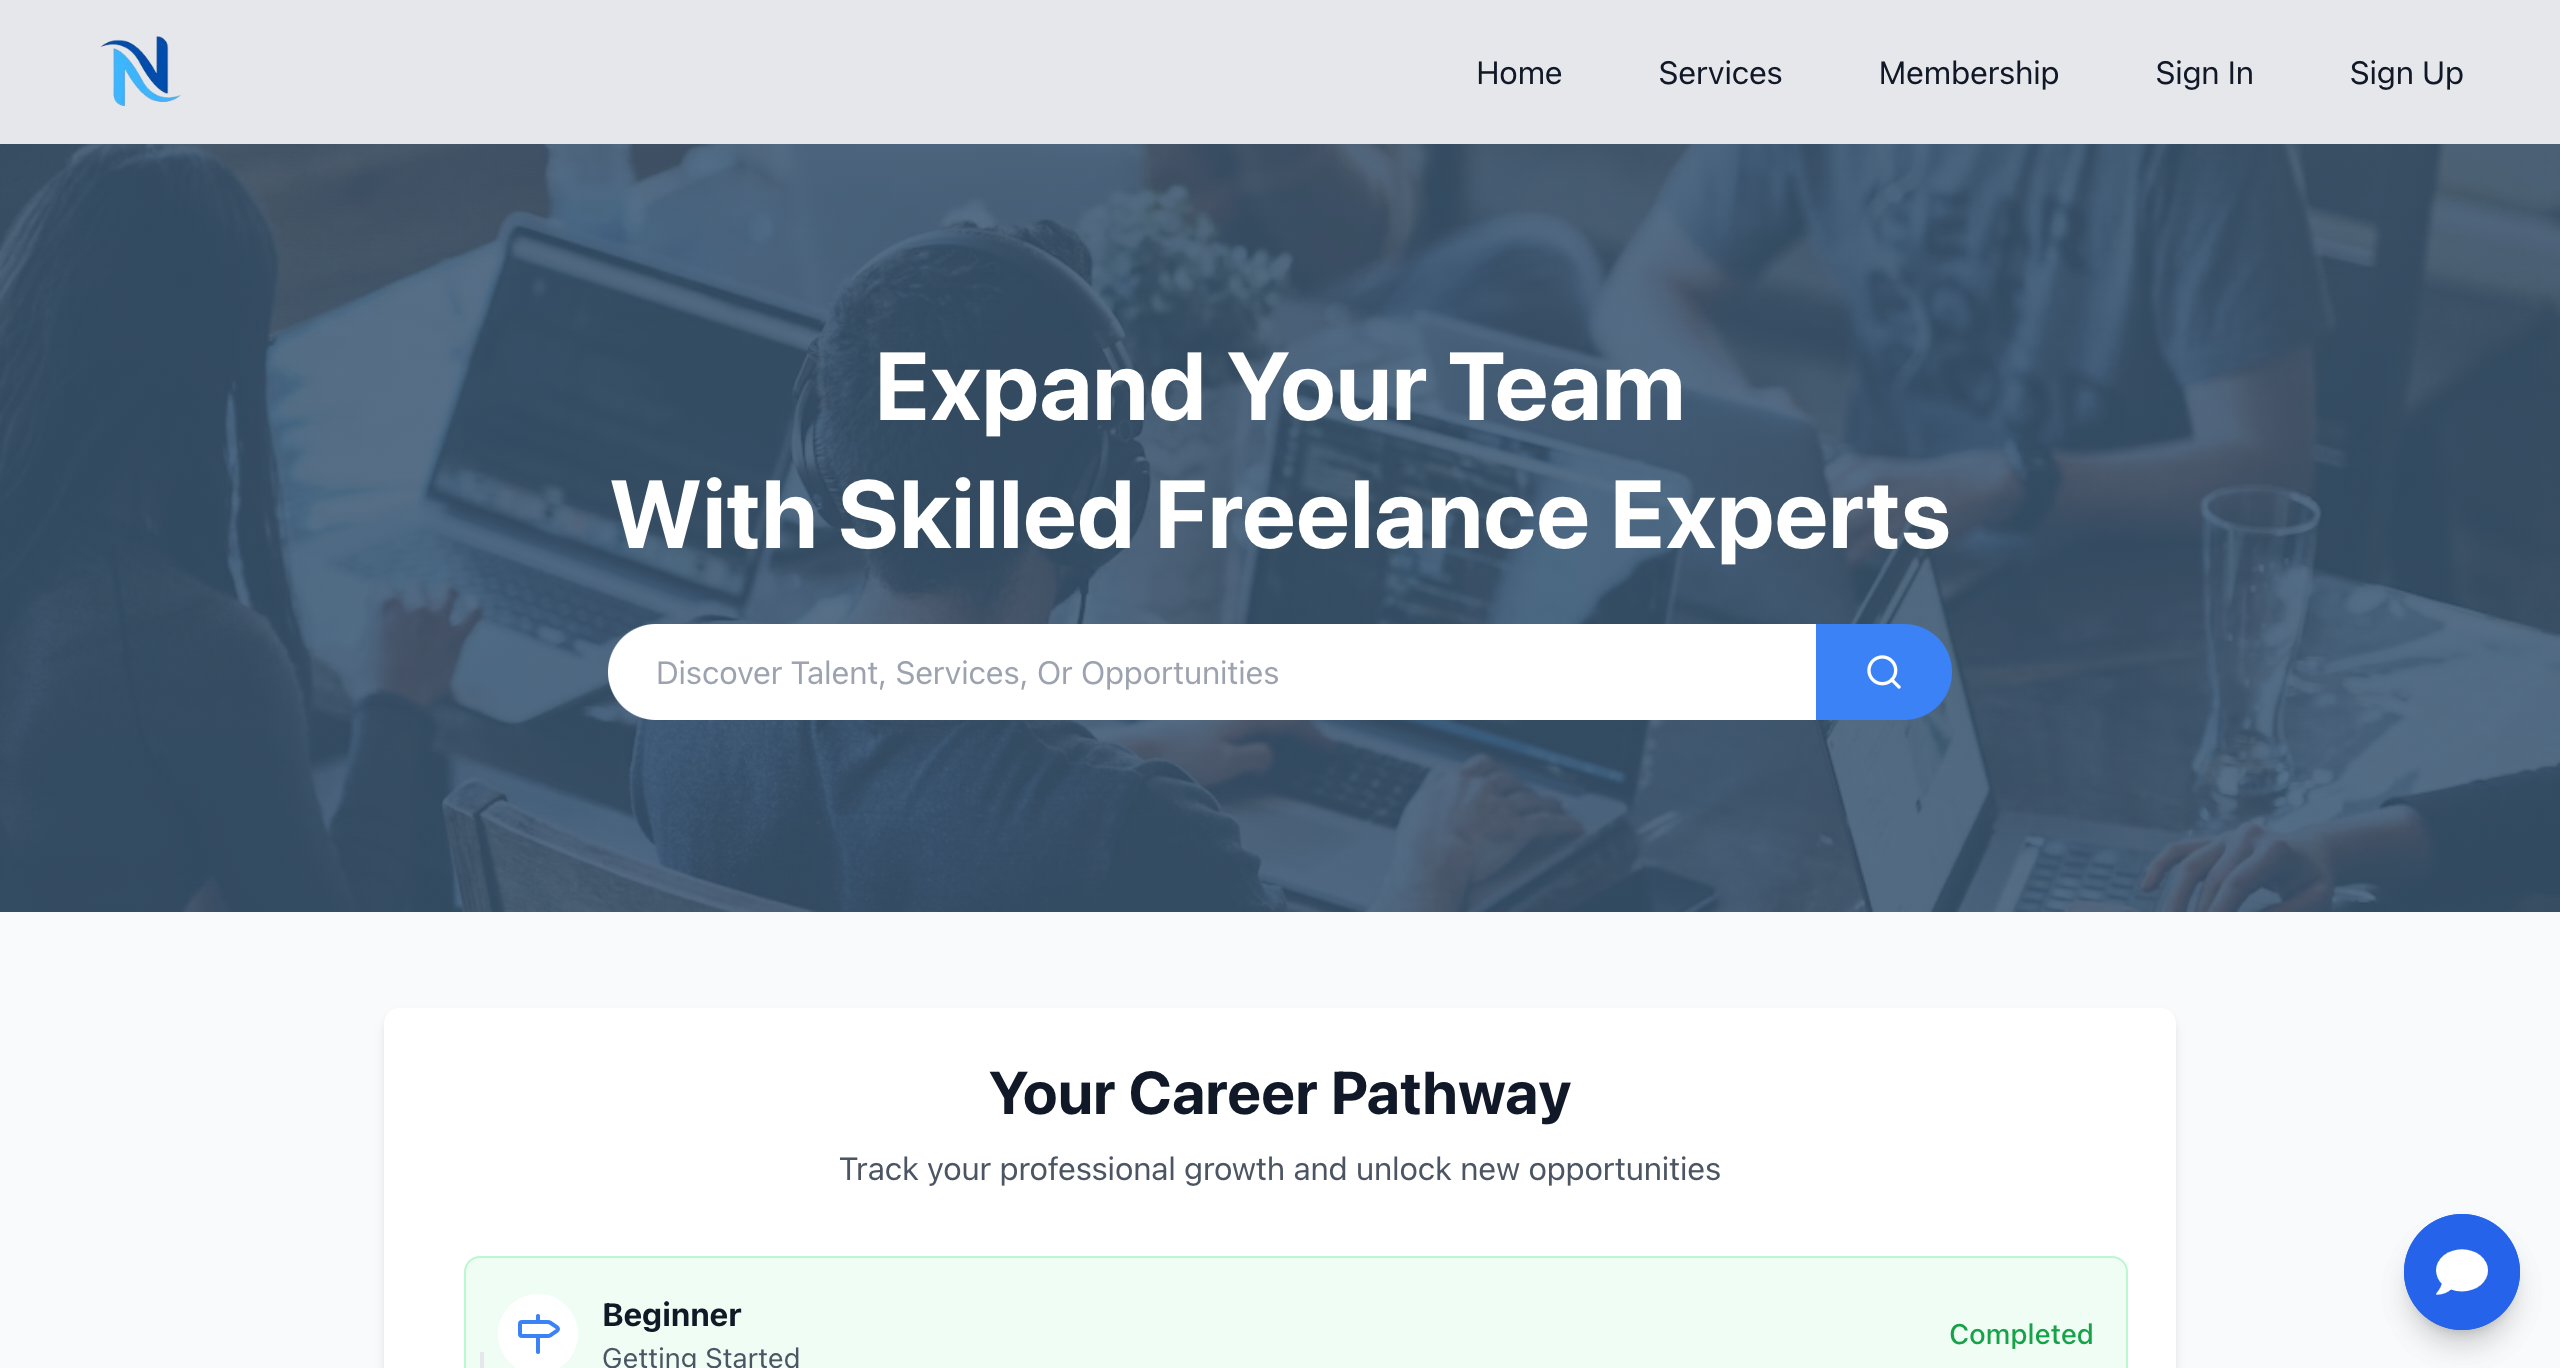 Home
Services
Membership
Sign In
Sign Up
Expand Your Team
With Skilled Freelance Experts
Discover Talent, Services, Or Opportunities
Your Career Pathway
Track your professional growth and unlock new opportunities
Beginner
Getting Started
Completed